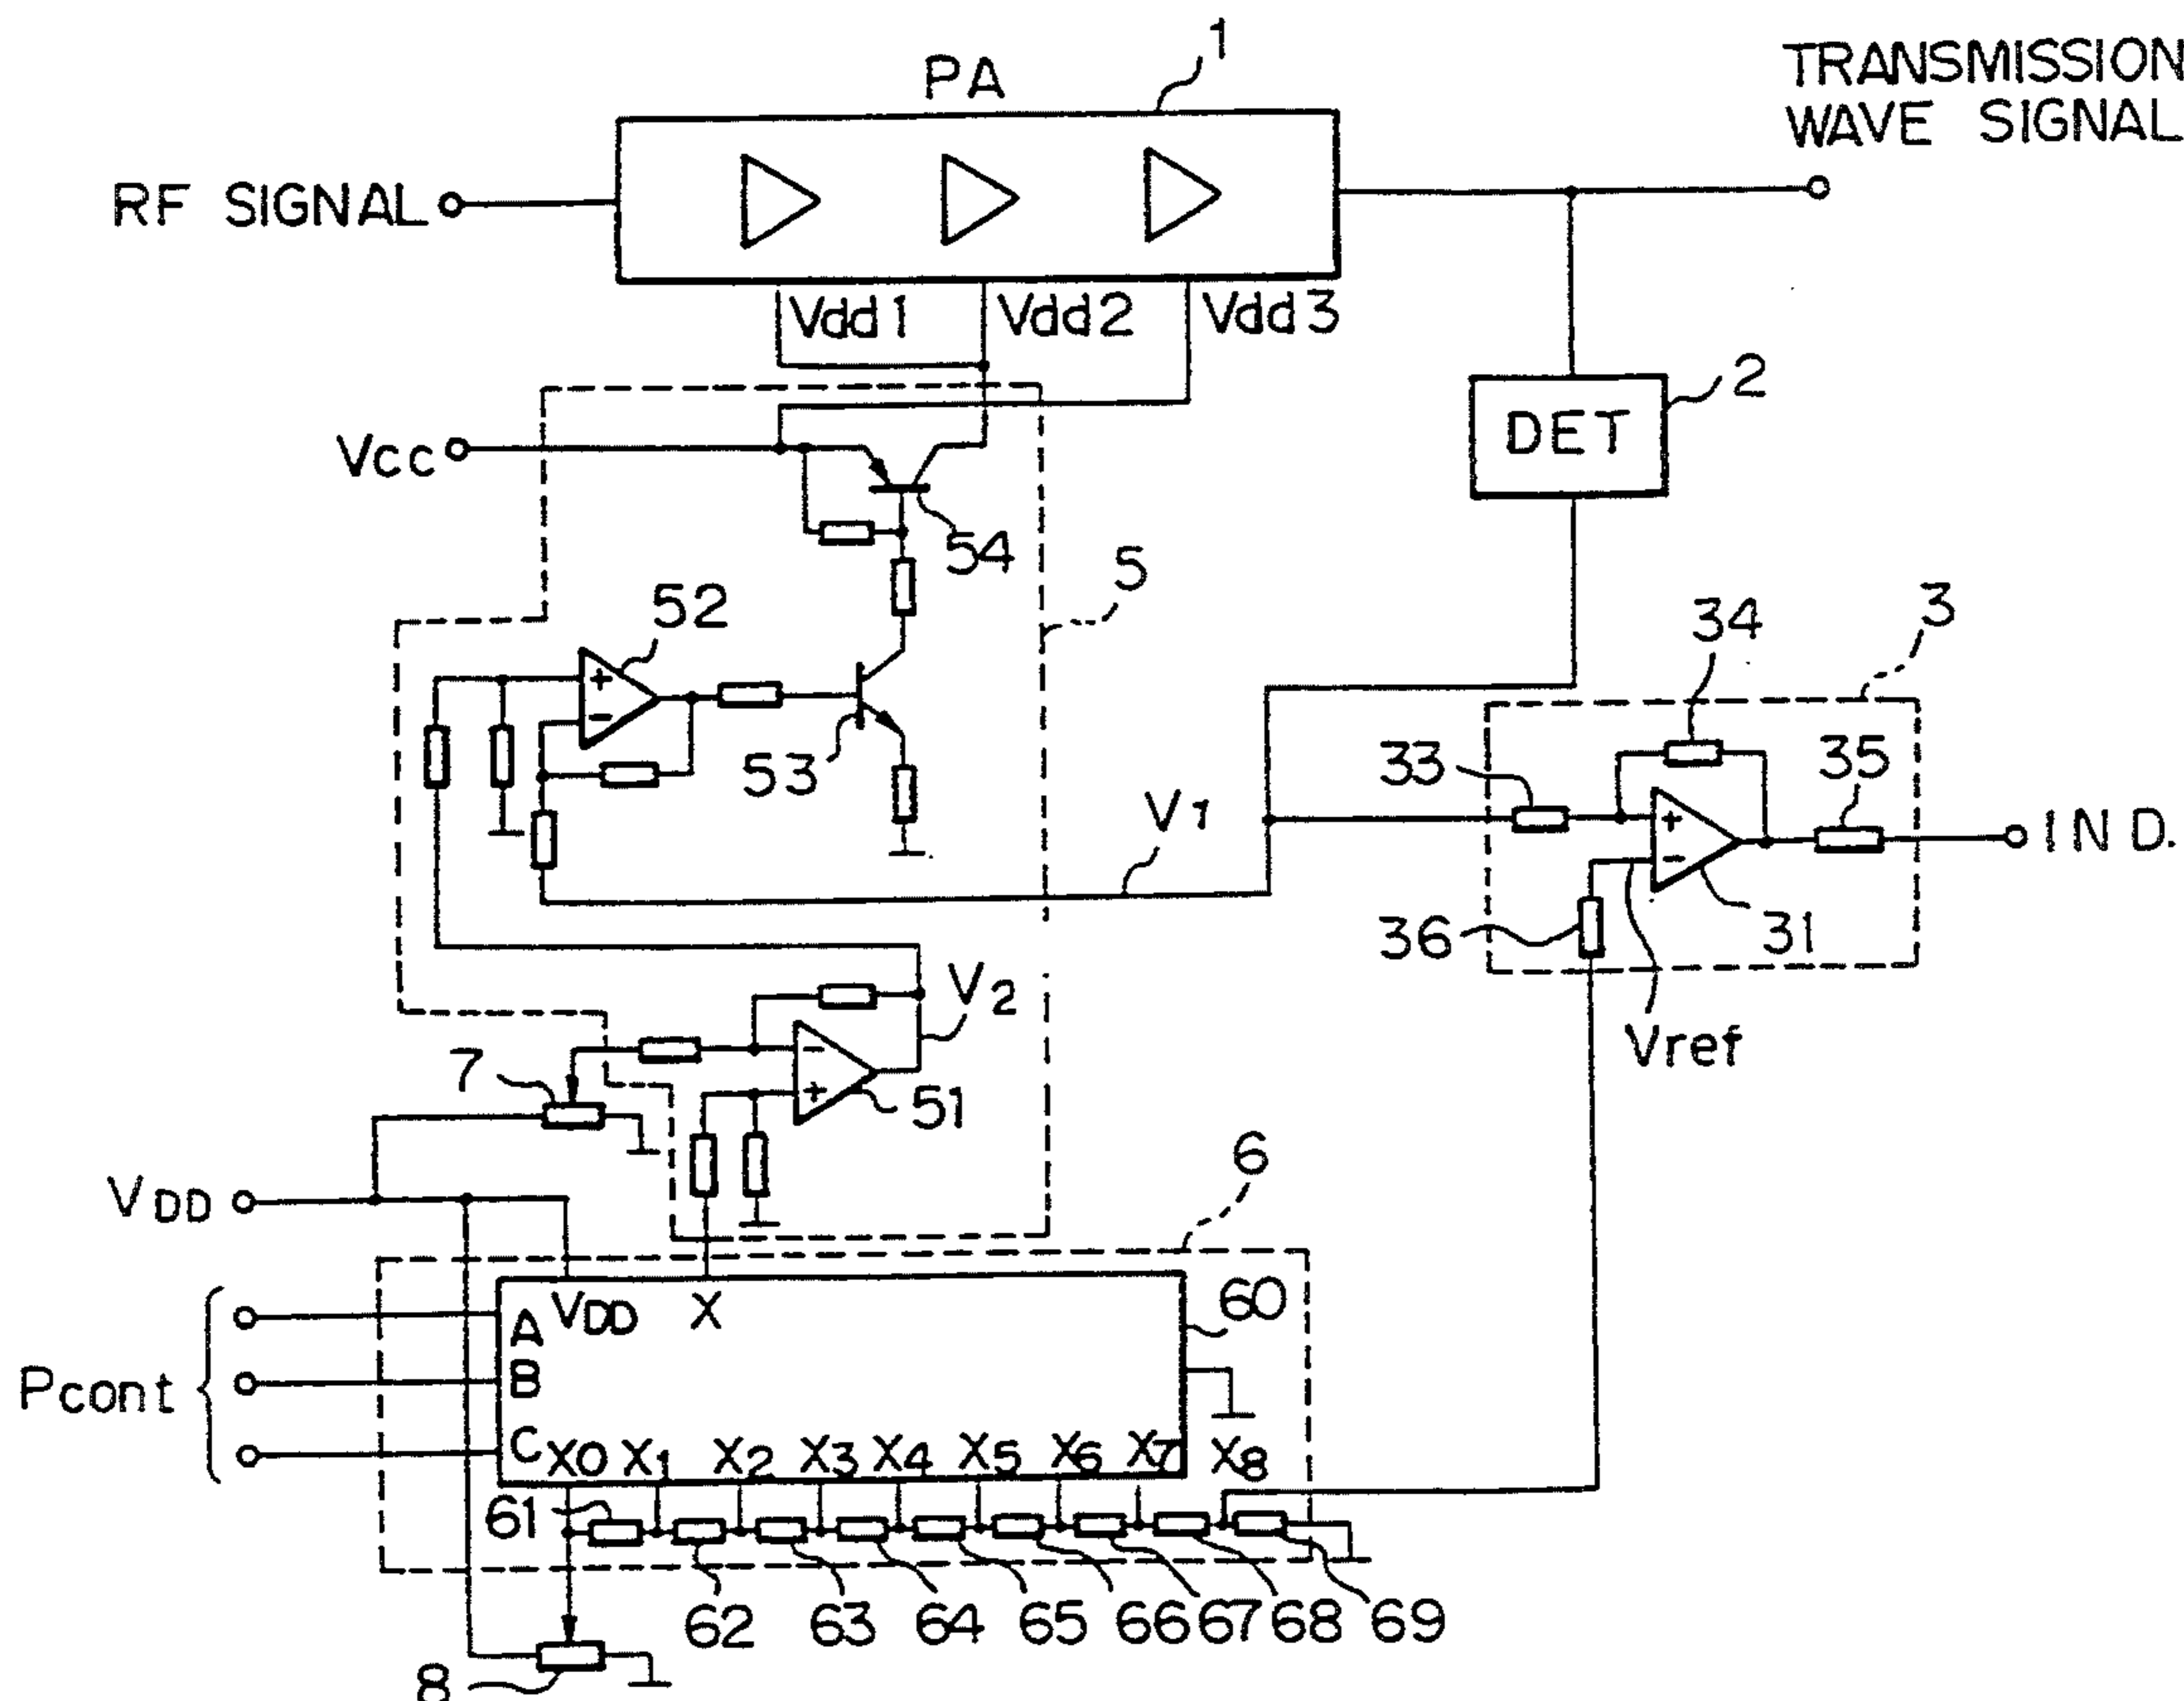 1
PA
TRANSMISSION
WAVE SIGNAL
RF SIGNAL
Vdd1 Vdd2 Vdd3
2
DET
Vcc
54
5
52
34
3
+
-
53
33
35
V1
+
-
IND.
36
31
V2
Vref
7
-
+
51
6
VDD
VDD X
60
A
B
Pcont
C
X0 X1 X2 X3 X4 X5 X6 X7 X8
61
62 63 64 65 66 67 68 69
8